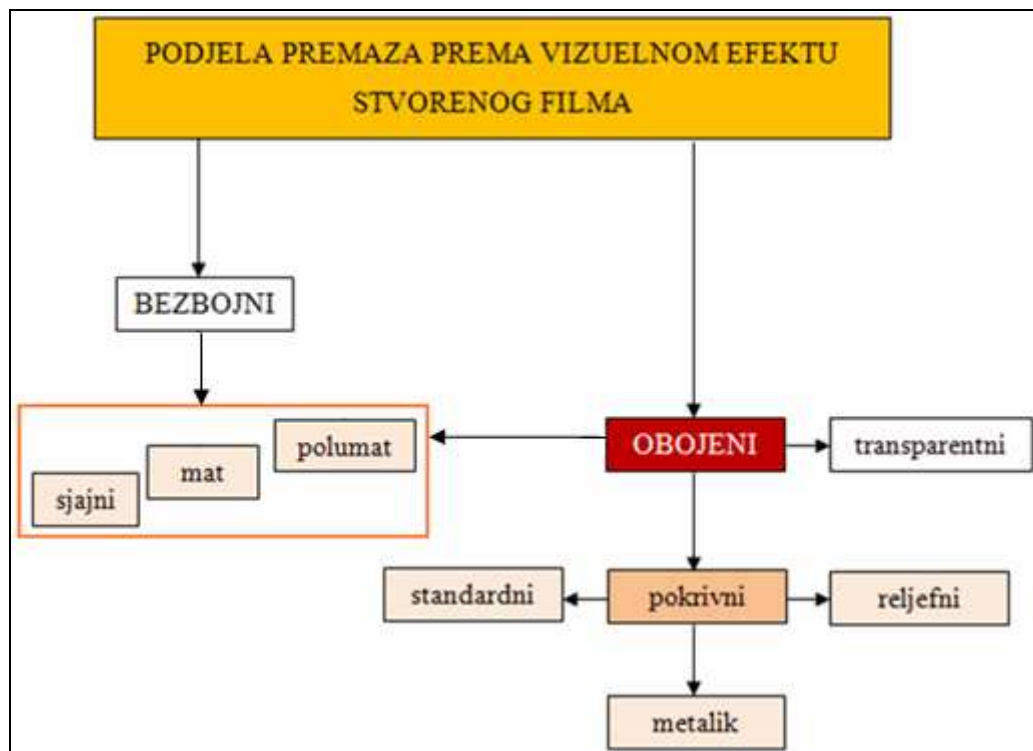 PODJELA PREMAZA PREMA VIZUELNOM EFEKTU
STVORENOG FILMA
BEZBOJNI
polumat
mat
sjajni
OBOJENI
transparentni
standardni
pokrivni
reljefni
metalik